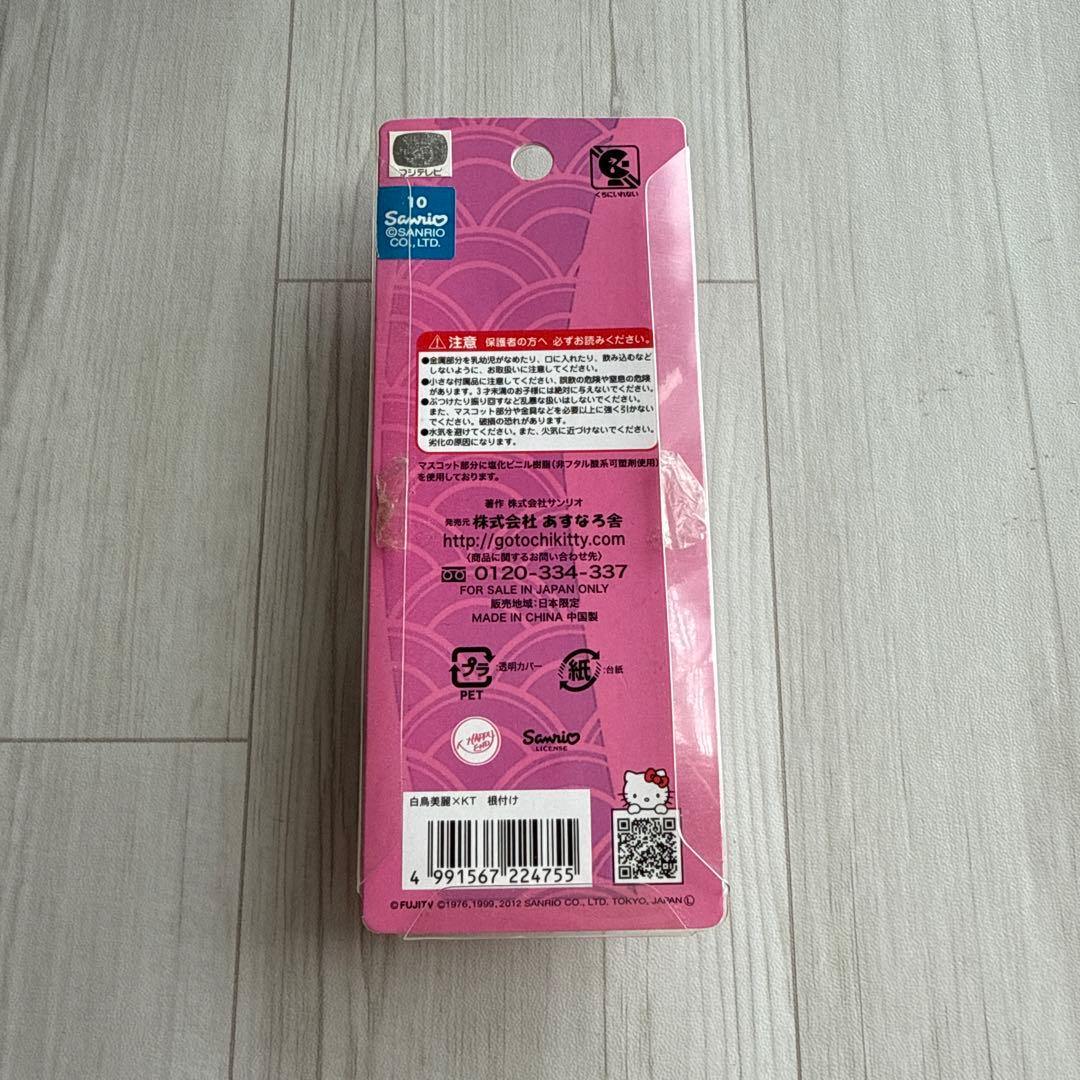 フジテレビ
10
Sanrio
©SANRIO
CO., LTD.
くちにいれない
注意 保護者の方へ 必ずお読みください。
●金属部分を乳幼児がなめたり、口に入れたり、飲み込むなど
しないように、お取扱いに注意してください。
●小さな付属品に注意してください、誤飲の危険や窒息の危険
があります。3才未満のお子様には絶対に与えないでください。
●ぶつけたり振り回すなど乱暴な扱いはしないでください。
また、マスコット部分や金具などを必要以上に強く引かない
でください。破損の恐れがあります。
●水気を避けてください。また、火気に近づけないでください。
劣化の原因になります。
マスコット部分に塩化ビニル樹脂(非フタル酸系可塑剤使用)
を使用しております。
著作 株式会社サンリオ
発売元 株式会社 あすなろ舎
http://gotochikitty.com
〈商品に関するお問い合わせ先〉
0120-334-337
FOR SALE IN JAPAN ONLY
販売地域:日本限定
MADE IN CHINA 中国製
プラ :透明カバー
PET
紙 :台紙
HAPPY
Sanrio
LICENSE
白鳥美麗×KT 根付け
4 991567 224755
©FUJITV ©1976,1999,2012 SANRIO CO., LTD. TOKYO, JAPAN Ⓛ